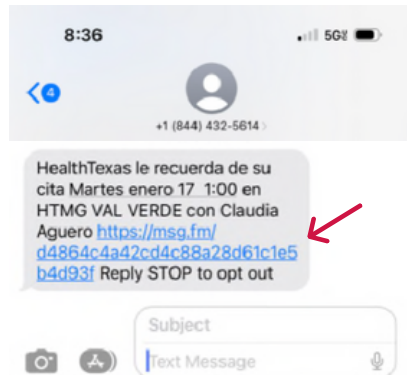 8:36
5G
4
+1 (844) 432-5614
HealthTexas le recuerda de su
cita Martes enero 17 1:00 en
HTMG VAL VERDE con Claudia
Aguero https://msg.fm/
d4864c4a42cd4c88a28d61c1e5
b4d93f Reply STOP to opt out
Subject
Text Message